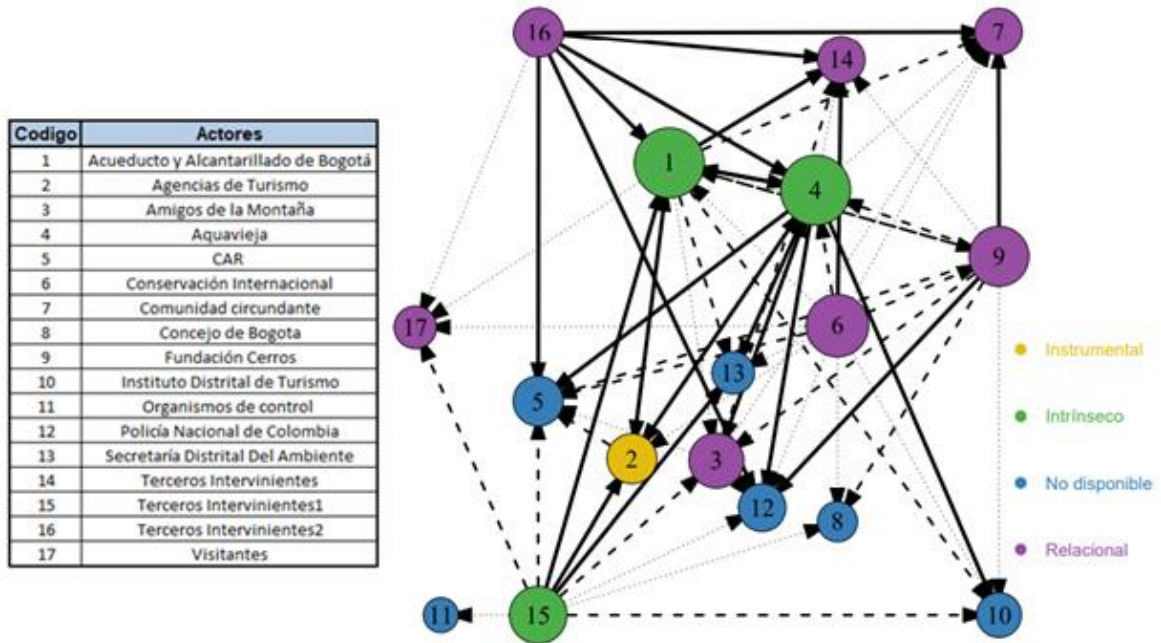 Codigo Actores
1 Acueducto y Alcantarillado de Bogotá
2 Agencias de Turismo
3 Amigos de la Montaña
4 Aquavieja
5 CAR
6 Conservación Internacional
7 Comunidad circundante
8 Concejo de Bogota
9 Fundación Cerros
10 Instituto Distrital de Turismo
11 Organismos de control
12 Policía Nacional de Colombia
13 Secretaría Distrital Del Ambiente
14 Terceros Intervinientes
15 Terceros Intervinientes1
16 Terceros Intervinientes2
17 Visitantes
16
7
14
1
4
9
17
6
13
5
2
3
12
8
11
15
10
Instrumental
Intrínseco
No disponible
Relacional